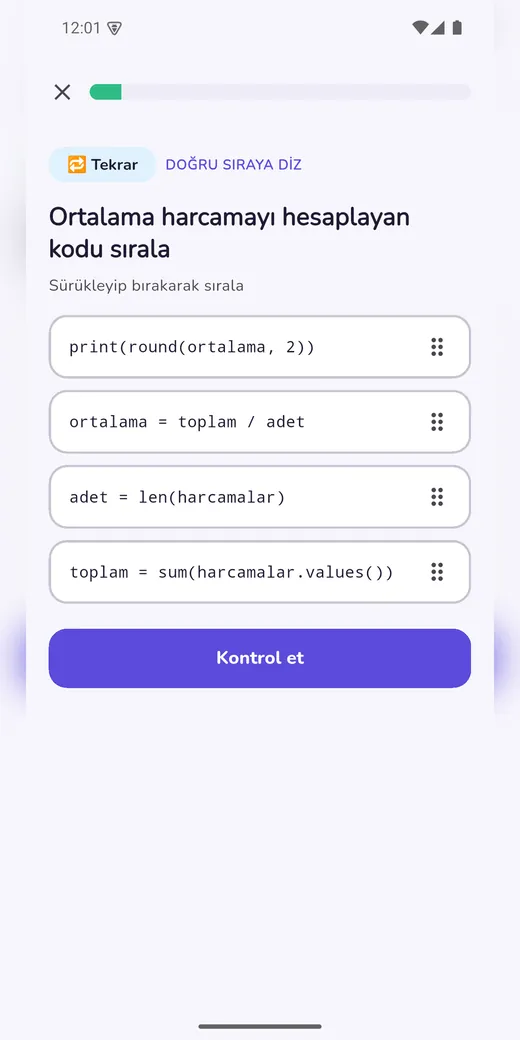 12:01
Tekrar DOĞRU SIRAYA DİZ
Ortalama harcamayı hesaplayan
kodu sırala
Sürükleyip bırakarak sırala
print(round(ortalama, 2))
ortalama = toplam / adet
adet = len(harcamalar)
toplam = sum(harcamalar.values())
Kontrol et